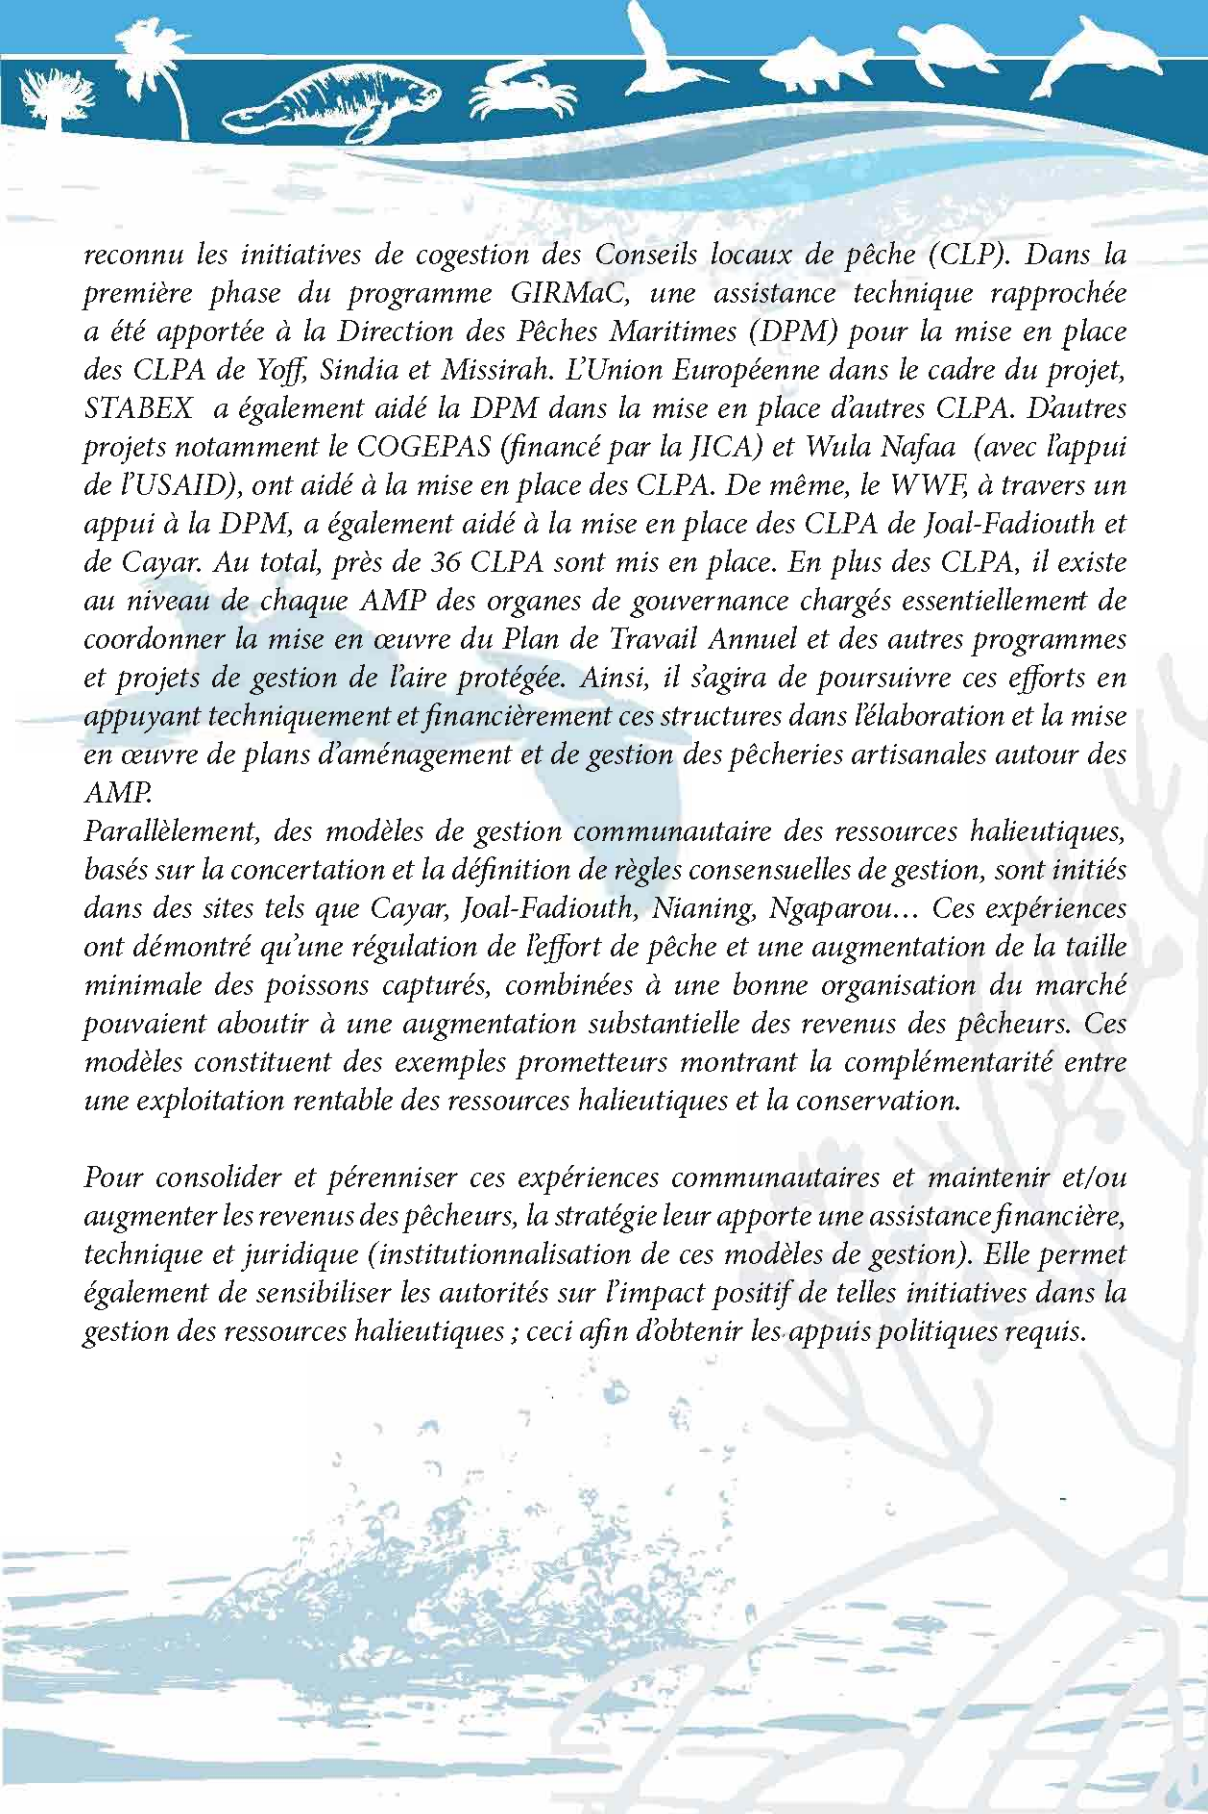 reconnu les initiatives de cogestion des Conseils locaux de pêche (CLP). Dans la
première phase du programme GIRMaC, une assistance technique rapprochée
a été apportée à la Direction des Pêches Maritimes (DPM) pour la mise en place
des CLPA de Yoff, Sindia et Missirah. L’Union Européenne dans le cadre du projet,
STABEX a également aidé la DPM dans la mise en place d’autres CLPA. D’autres
projets notamment le COGEPAS (financé par la JICA) et Wula Nafaa (avec l’appui
de l’USAID), ont aidé à la mise en place des CLPA. De même, le WWF, à travers un
appui à la DPM, a également aidé à la mise en place des CLPA de Joal-Fadiouth et
de Cayar. Au total, près de 36 CLPA sont mis en place. En plus des CLPA, il existe
au niveau de chaque AMP des organes de gouvernance chargés essentiellement de
coordonner la mise en œuvre du Plan de Travail Annuel et des autres programmes
et projets de gestion de l’aire protégée. Ainsi, il s’agira de poursuivre ces efforts en
appuyant techniquement et financièrement ces structures dans l’élaboration et la mise
en œuvre de plans d’aménagement et de gestion des pêcheries artisanales autour des
AMP.
Parallèlement, des modèles de gestion communautaire des ressources halieutiques,
basés sur la concertation et la définition de règles consensuelles de gestion, sont initiés
dans des sites tels que Cayar, Joal-Fadiouth, Nianing, Ngaparou… Ces expériences
ont démontré qu’une régulation de l’effort de pêche et une augmentation de la taille
minimale des poissons capturés, combinées à une bonne organisation du marché
pouvaient aboutir à une augmentation substantielle des revenus des pêcheurs. Ces
modèles constituent des exemples prometteurs montrant la complémentarité entre
une exploitation rentable des ressources halieutiques et la conservation.
Pour consolider et pérenniser ces expériences communautaires et maintenir et/ou
augmenter les revenus des pêcheurs, la stratégie leur apporte une assistance financière,
technique et juridique (institutionnalisation de ces modèles de gestion). Elle permet
également de sensibiliser les autorités sur l’impact positif de telles initiatives dans la
gestion des ressources halieutiques ; ceci afin d’obtenir les appuis politiques requis.